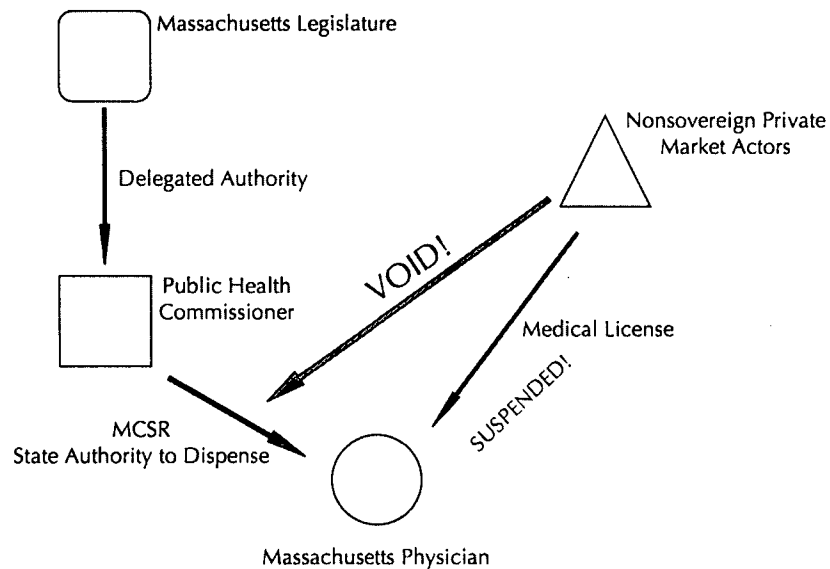 Massachusetts Legislature
Nonsovereign Private
Market Actors
Delegated Authority
VOID!
Public Health
Commissioner
Medical License
SUSPENDED!
MCSR
State Authority to Dispense
Massachusetts Physician